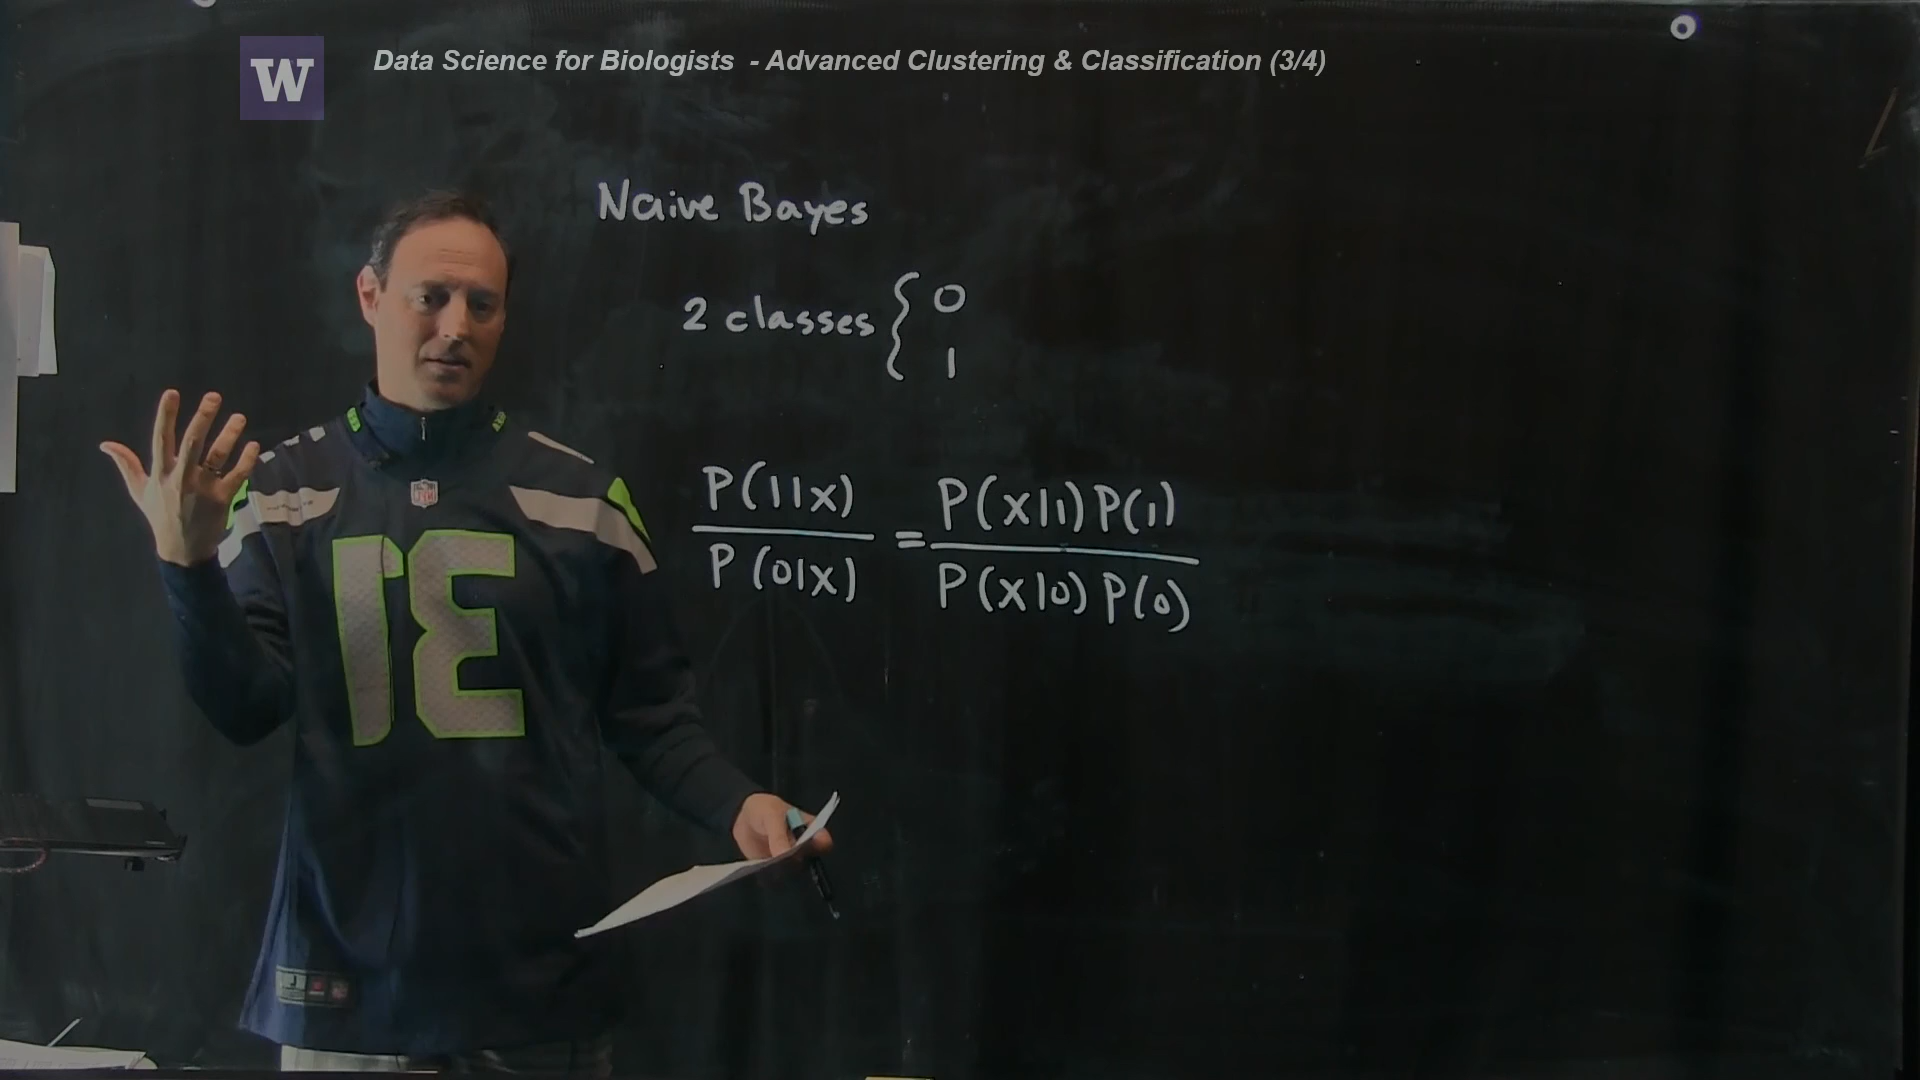 W
Data Science for Biologists - Advanced Clustering & Classification (3/4)
Naive Bayes
2 classes { 0
1
P(1|x)
P(0|x)
=
P(x|1) P(1)
P(x|0) P(0)
31
NFL